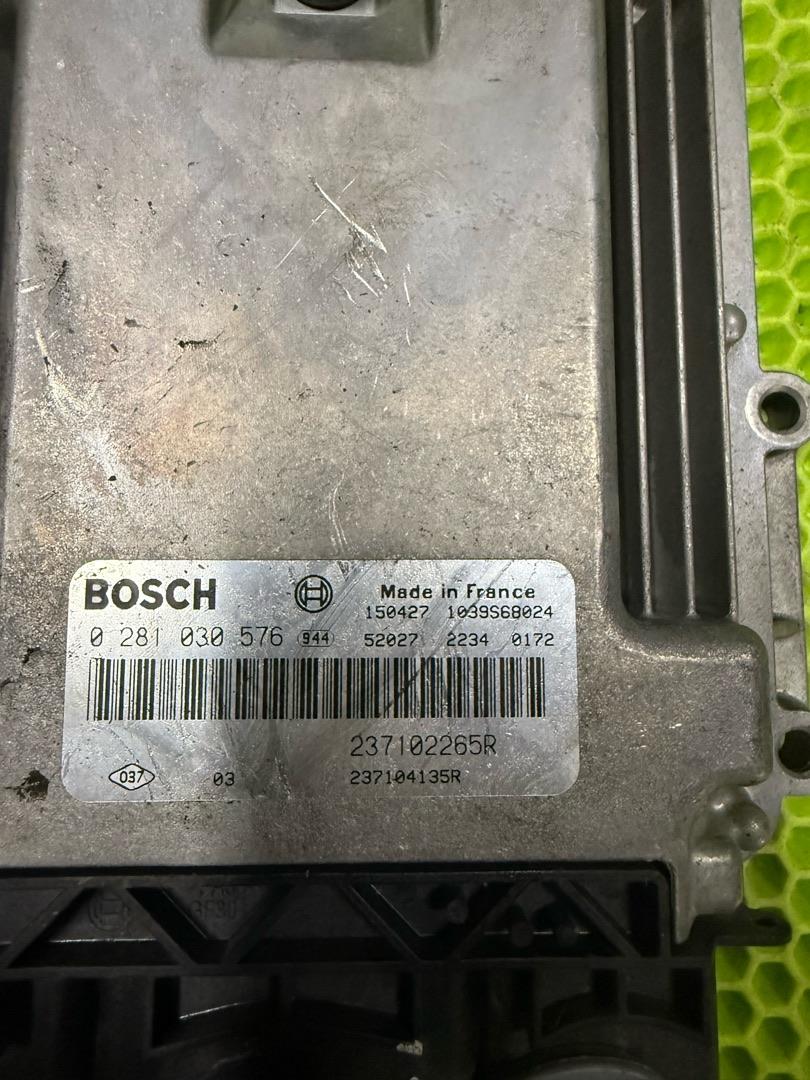 BOSCH Made in France
150427 1039S68024
0 281 030 576 944 52027 2234 0172
237102265R
037 03 237104135R